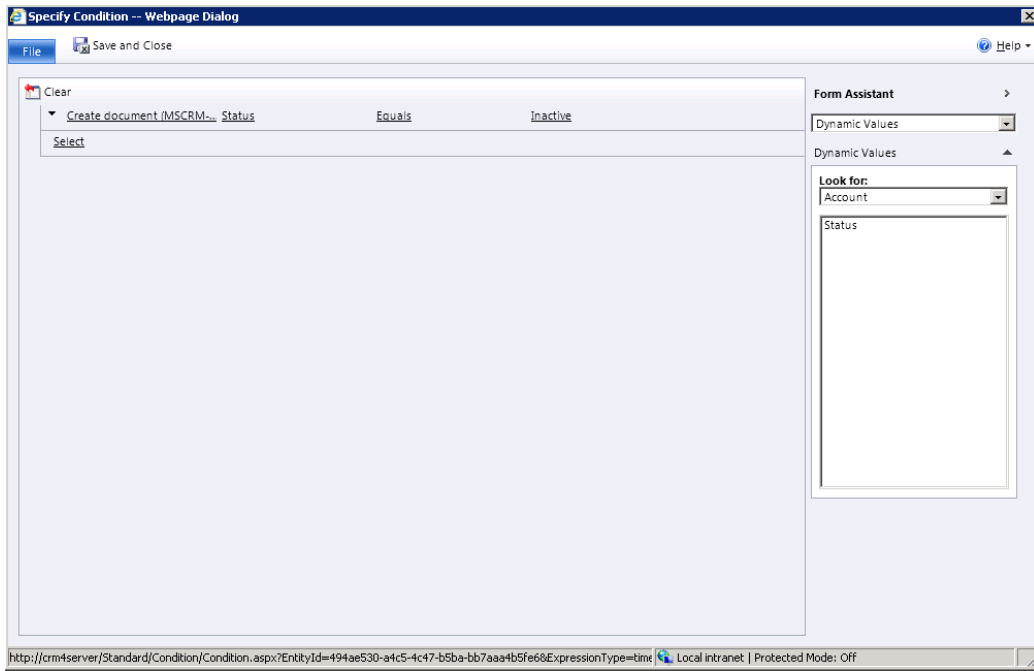 Specify Condition -- Webpage Dialog
File Save and Close Help
Clear
Create document (MSCRM-... Status Equals Inactive
Select
Form Assistant
Dynamic Values
Dynamic Values
Look for:
Account
Status
http://crm4server/Standard/Condition/Condition.aspx?EntityId=494ae530-a4c5-4c47-b5ba-bb7aaa4b5fe6&ExpressionType=time Local intranet | Protected Mode: Off